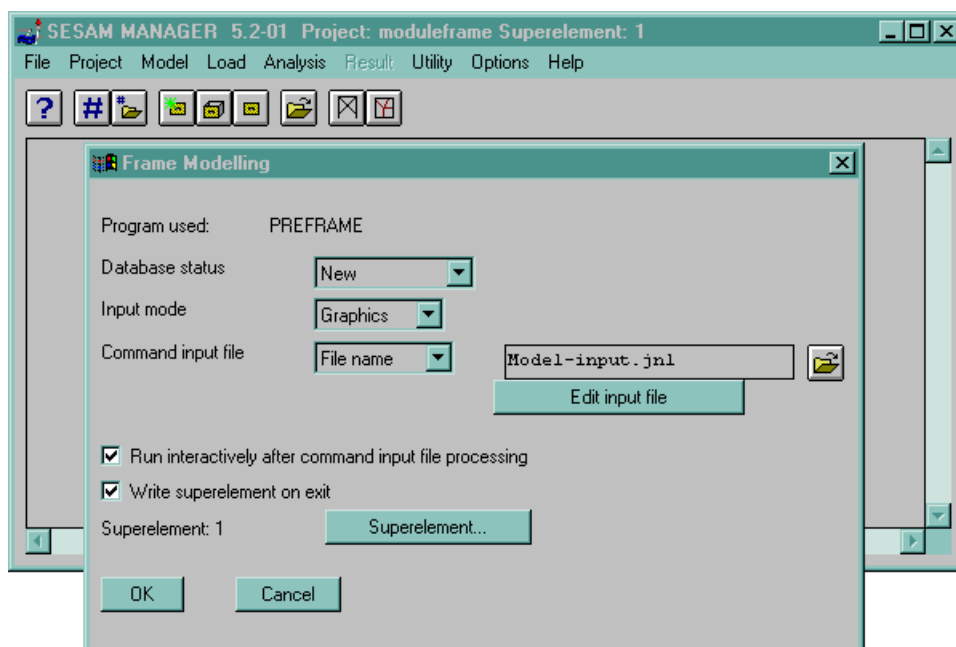 SESAM MANAGER 5.2-01 Project: moduleframe Superelement: 1
File Project Model Load Analysis Result Utility Options Help
? # #
Frame Modelling
Program used: PREFRAME
Database status New
Input mode Graphics
Command input file File name Model-input.jnl
Edit input file
Run interactively after command input file processing
Write superelement on exit
Superelement: 1 Superelement...
OK Cancel